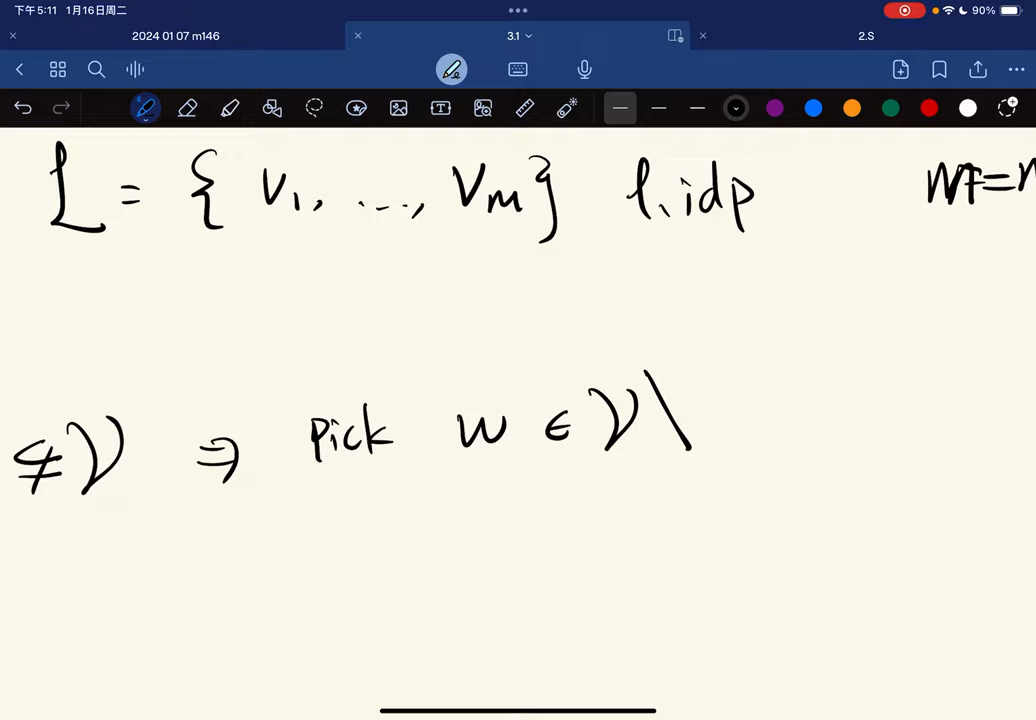 下午5:11 1月16日周二
90%
2024 01 07 m146
3.1
2.S
L = { v₁, ..., vₘ } l.idp
⊊ V ⇒ pick w ∈ V \